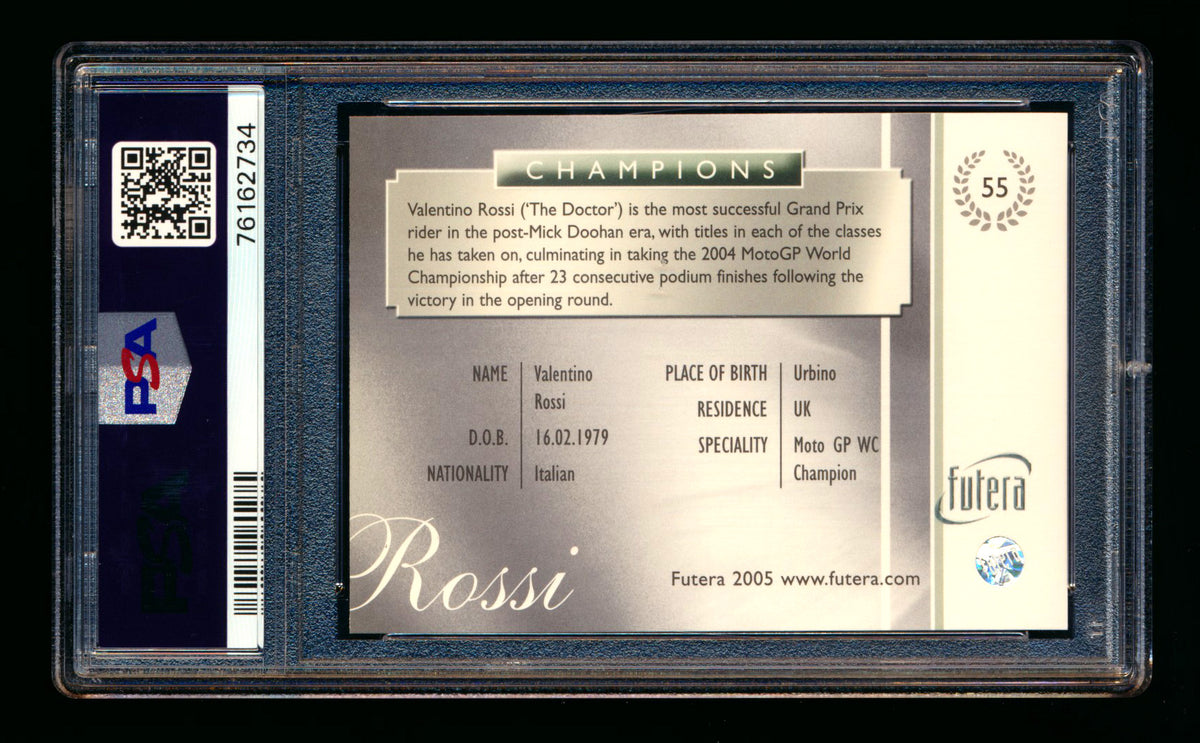 76162734
PSA
PSA
CHAMPIONS
Valentino Rossi ('The Doctor') is the most successful Grand Prix
rider in the post-Mick Doohan era, with titles in each of the classes
he has taken on, culminating in taking the 2004 MotoGP World
Championship after 23 consecutive podium finishes following the
victory in the opening round.
55
NAME Valentino
Rossi
D.O.B. 16.02.1979
NATIONALITY Italian
PLACE OF BIRTH Urbino
RESIDENCE UK
SPECIALITY Moto GP WC
Champion
futera
Rossi
Futera 2005 www.futera.com